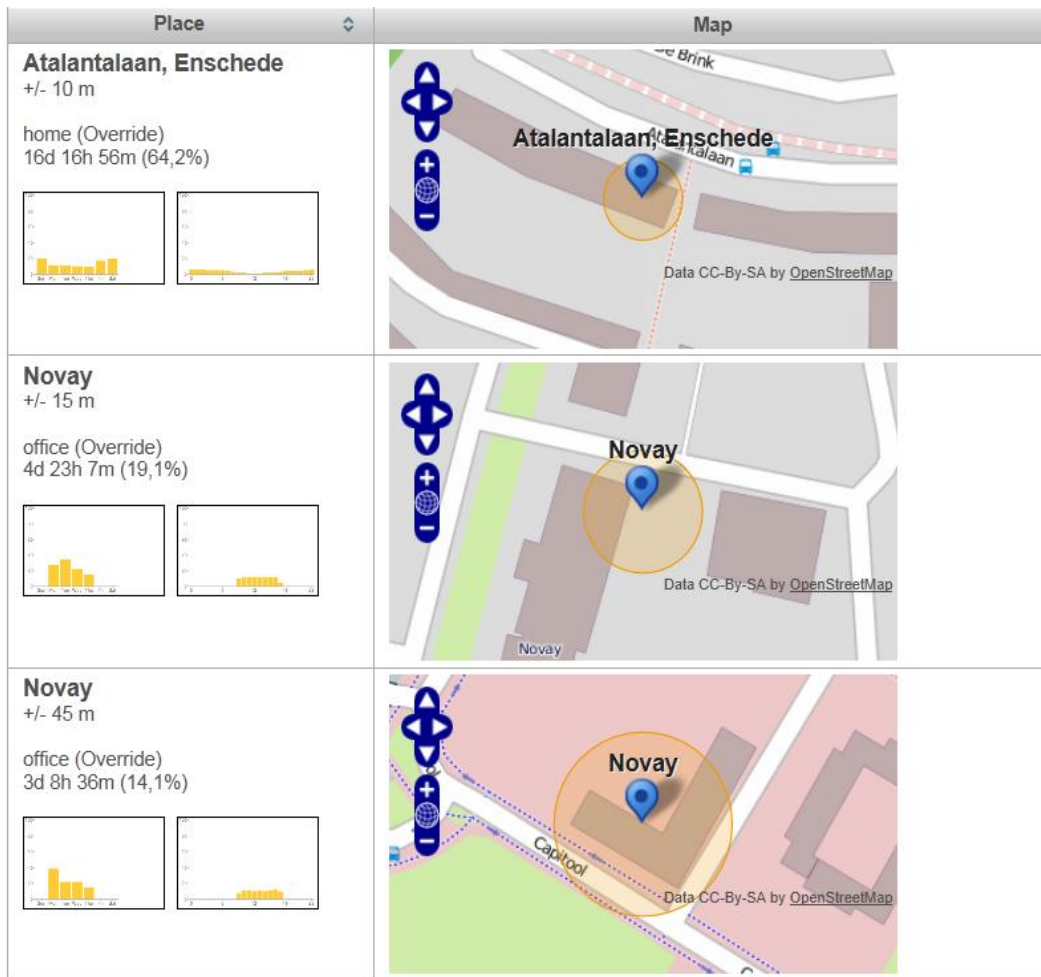 Place
Map
Atalantalaan, Enschede
+/- 10 m
home (Override)
16d 16h 56m (64,2%)
De Brink
Atalantalaan, Enschede
Data CC-By-SA by OpenStreetMap
Novay
+/- 15 m
office (Override)
4d 23h 7m (19,1%)
Novay
Data CC-By-SA by OpenStreetMap
Novay
Novay
+/- 45 m
office (Override)
3d 8h 36m (14,1%)
Novay
Capitool
Data CC-By-SA by OpenStreetMap